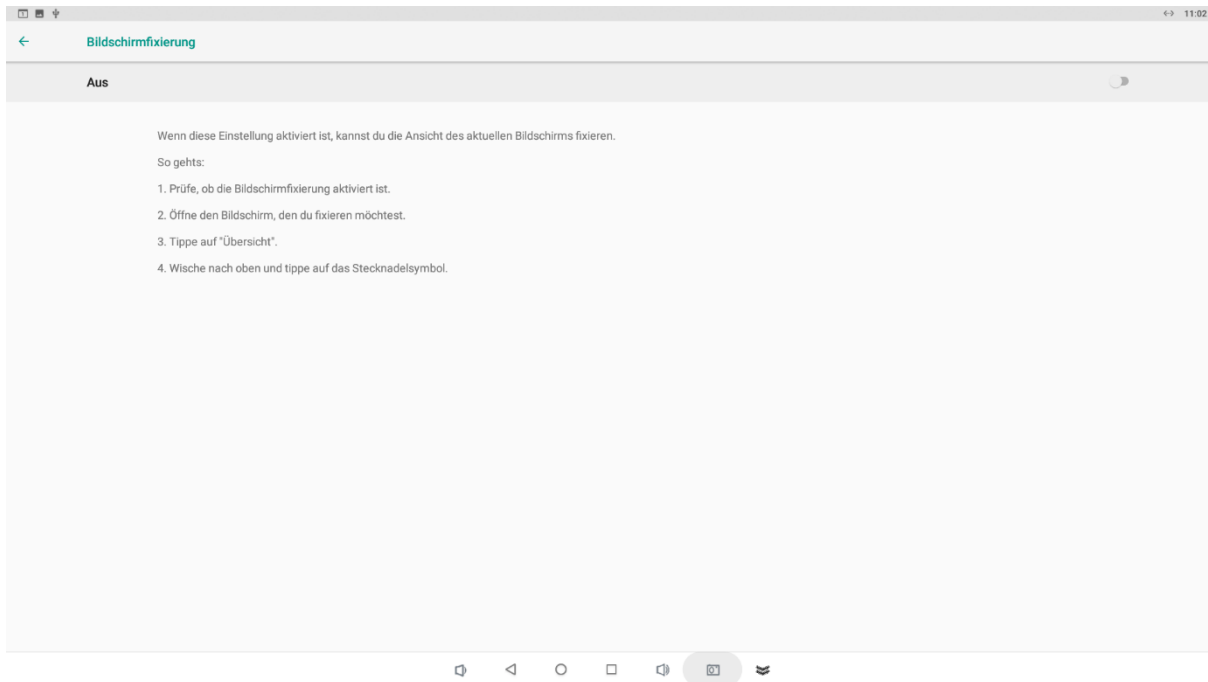 11:02
Bildschirmfixierung
Aus
Wenn diese Einstellung aktiviert ist, kannst du die Ansicht des aktuellen Bildschirms fixieren.
So gehts:
1. Prüfe, ob die Bildschirmfixierung aktiviert ist.
2. Öffne den Bildschirm, den du fixieren möchtest.
3. Tippe auf "Übersicht".
4. Wische nach oben und tippe auf das Stecknadelsymbol.